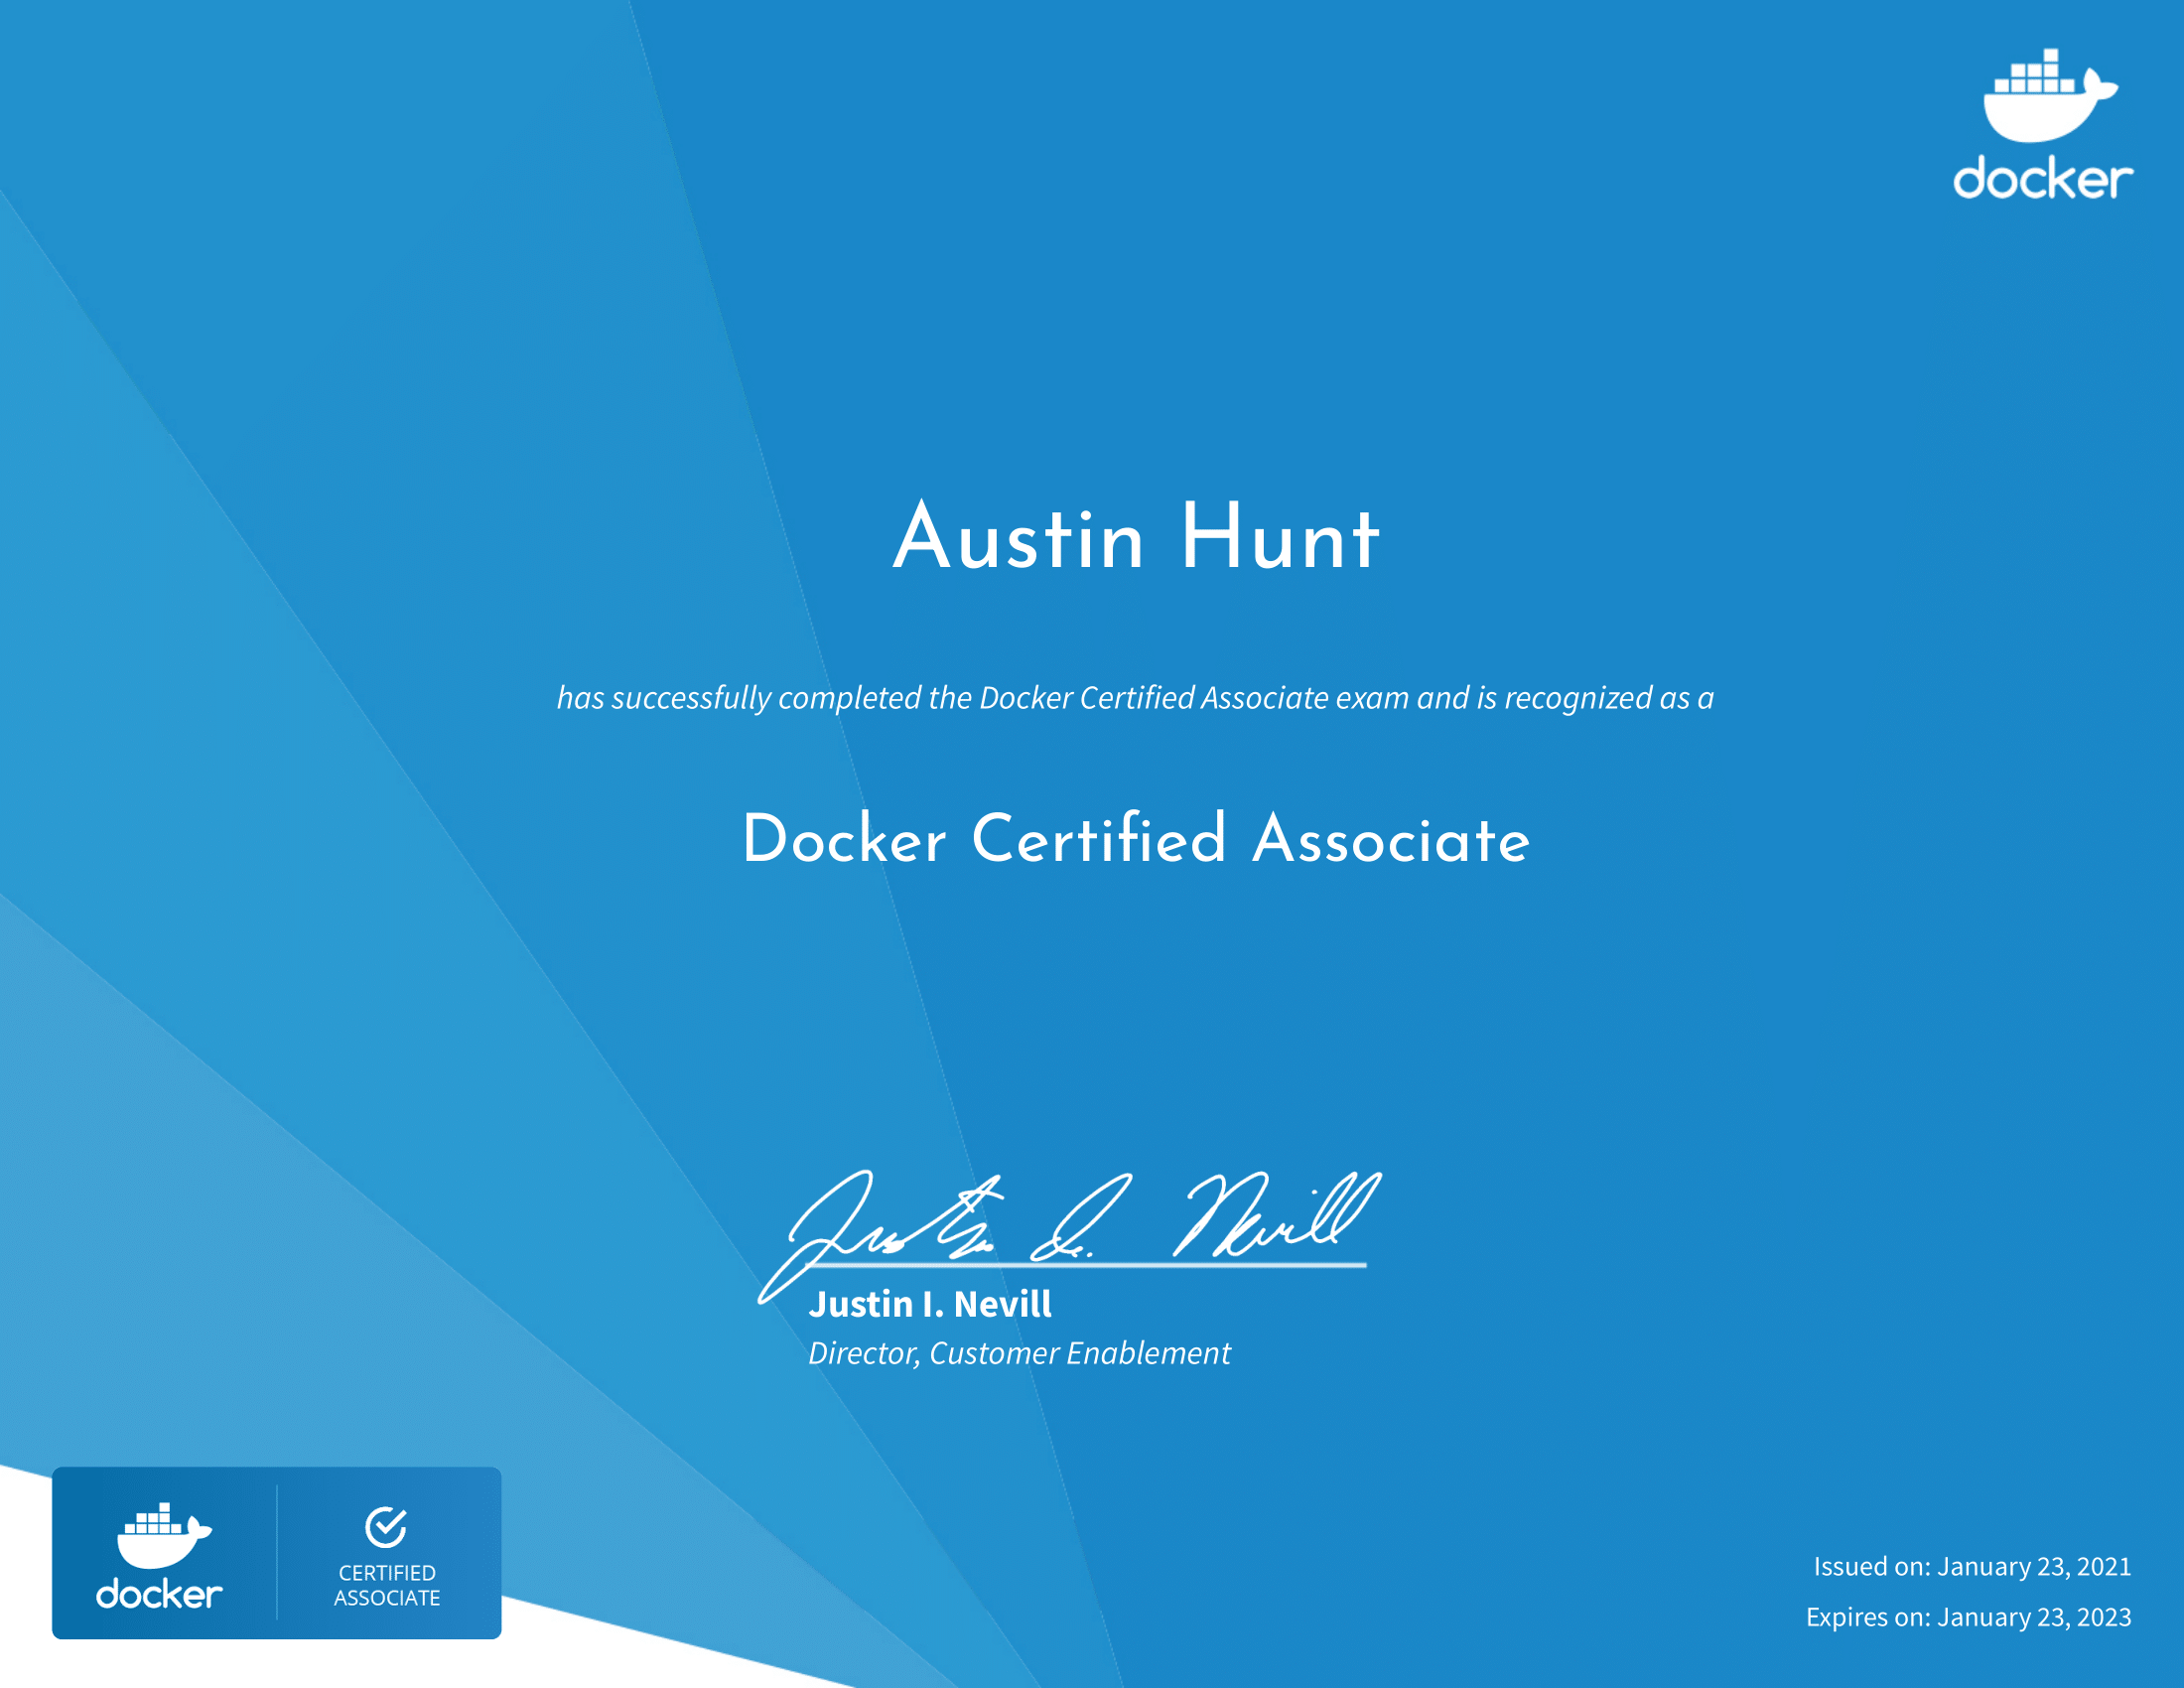 docker
Austin Hunt
has successfully completed the Docker Certified Associate exam and is recognized as a
Docker Certified Associate
Justin I. Nevill
Justin I. Nevill
Director, Customer Enablement
docker
CERTIFIED
ASSOCIATE
Issued on: January 23, 2021
Expires on: January 23, 2023